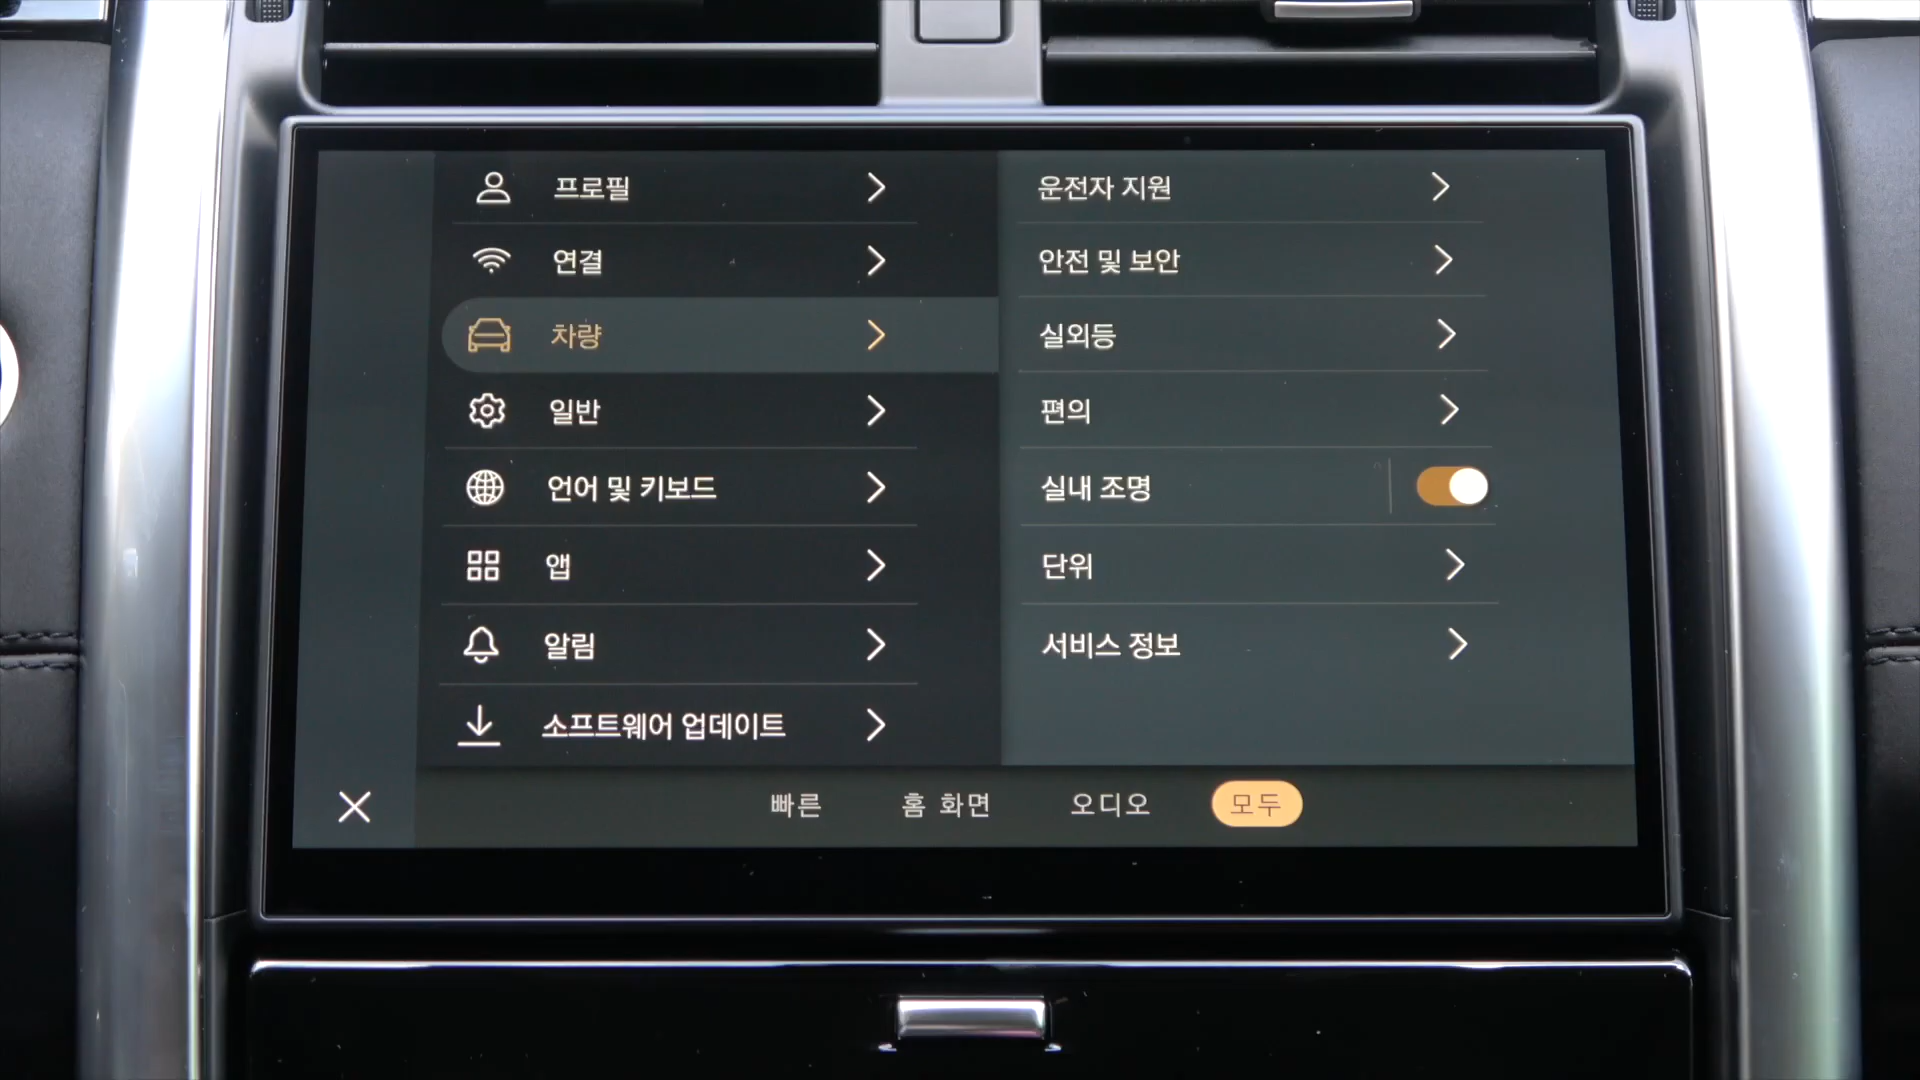 프로필
연결
차량
일반
언어 및 키보드
앱
알림
소프트웨어 업데이트
운전자 지원
안전 및 보안
실외등
편의
실내 조명
단위
서비스 정보
빠른 홈 화면 오디오 모두